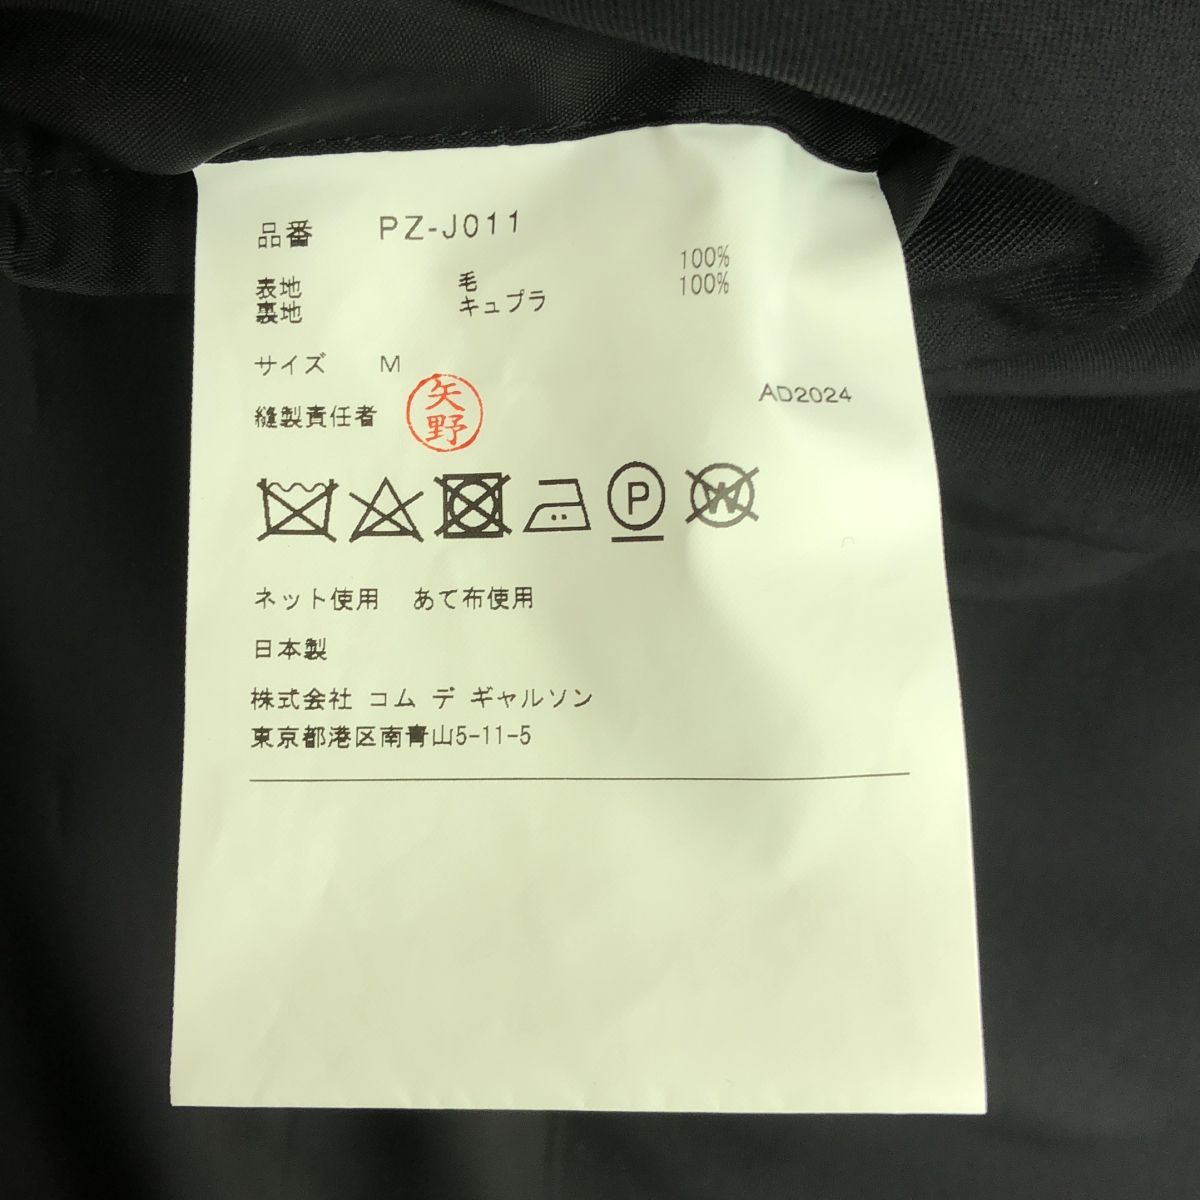 品番 PZ-J011
表地 毛 100%
裏地 キュプラ 100%
サイズ M
縫製責任者 矢野
AD2024
P W
ネット使用 あて布使用
日本製
株式会社 コム デ ギャルソン
東京都港区南青山5-11-5